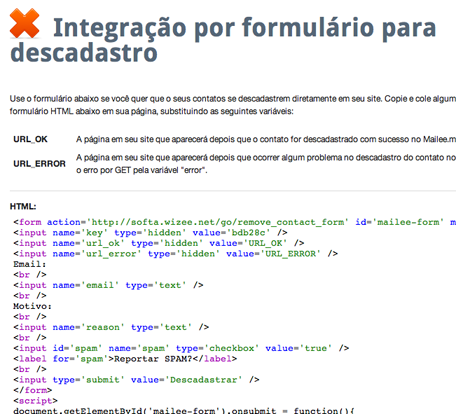 Integração por formulário para
descadastro
Use o formulário abaixo se você quer que o seus contatos se descadastrem diretamente em seu site. Copie e cole algum
formulário HTML abaixo em sua página, substituindo as seguintes variáveis:
URL_OK A página em seu site que aparecerá depois que o contato for descadastrado com sucesso no Mailee.m
URL_ERROR A página em seu site que aparecerá depois que ocorrer algum problema no descadastro do contato no
o erro por GET pela variável "error".
HTML:
<form action='http://softa.wizee.net/go/remove_contact_form' id='mailee-form' m
<input name='key' type='hidden' value='bdb28c' />
<input name='url_ok' type='hidden' value='URL_OK' />
<input name='url_error' type='hidden' value='URL_ERROR' />
Email:
<br />
<input name='email' type='text' />
<br />
Motivo:
<br />
<input name='reason' type='text' />
<br />
<input id='spam' name='spam' type='checkbox' value='true' />
<label for='spam'>Reportar SPAM?</label>
<br />
<input type='submit' value='Descadastrar' />
</form>
<script>
document.getElementById('mailee-form').onsubmit = function(){